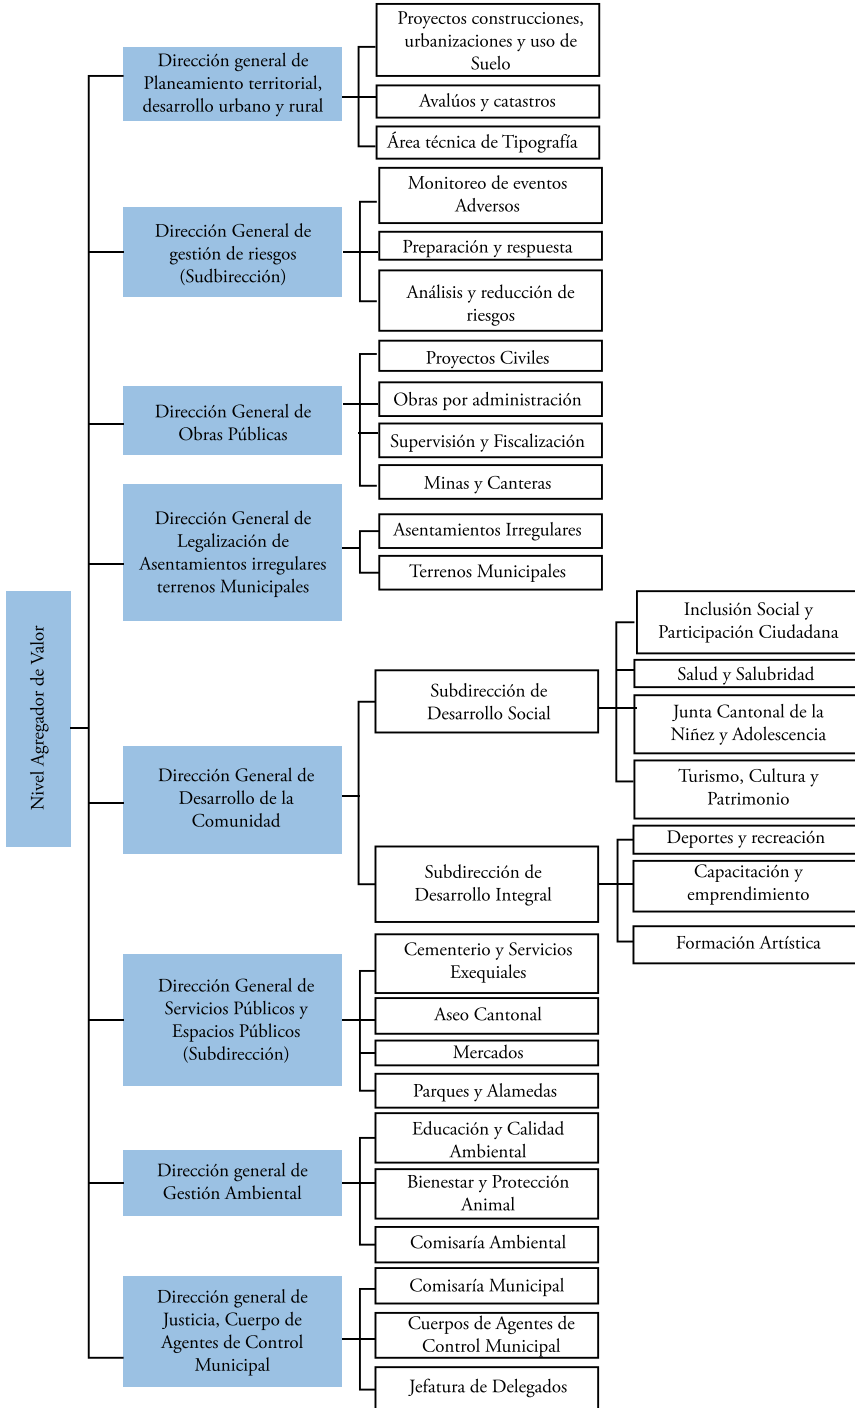 Nivel Agregador de Valor
Dirección general de
Planeamiento territorial,
desarrollo urbano y rural
Proyectos construcciones,
urbanizaciones y uso de
Suelo
Avalúos y catastros
Área técnica de Tipografía
Dirección General de
gestión de riesgos
(Sudbirección)
Monitoreo de eventos
Adversos
Preparación y respuesta
Análisis y reducción de
riesgos
Dirección General de
Obras Públicas
Proyectos Civiles
Obras por administración
Supervisión y Fiscalización
Minas y Canteras
Dirección General de
Legalización de
Asentamientos irregulares
terrenos Municipales
Asentamientos Irregulares
Terrenos Municipales
Dirección General de
Desarrollo de la
Comunidad
Subdirección de
Desarrollo Social
Inclusión Social y
Participación Ciudadana
Salud y Salubridad
Junta Cantonal de la
Niñez y Adolescencia
Turismo, Cultura y
Patrimonio
Subdirección de
Desarrollo Integral
Deportes y recreación
Capacitación y
emprendimiento
Formación Artística
Dirección General de
Servicios Públicos y
Espacios Públicos
(Subdirección)
Cementerio y Servicios
Exequiales
Aseo Cantonal
Mercados
Parques y Alamedas
Dirección general de
Gestión Ambiental
Educación y Calidad
Ambiental
Bienestar y Protección
Animal
Comisaría Ambiental
Dirección general de
Justicia, Cuerpo de
Agentes de Control
Municipal
Comisaría Municipal
Cuerpos de Agentes de
Control Municipal
Jefatura de Delegados